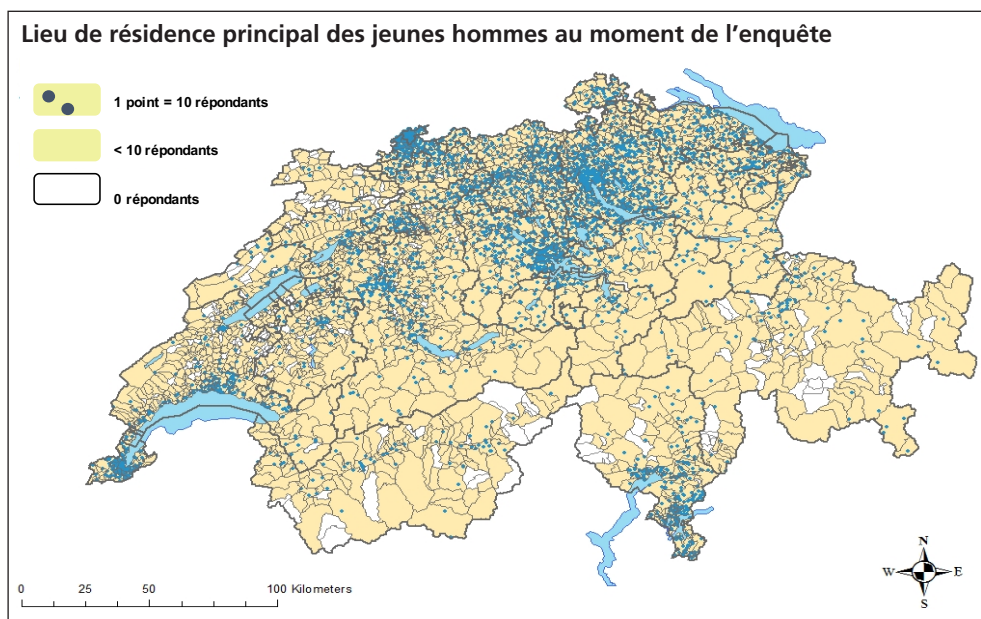 Lieu de résidence principal des jeunes hommes au moment de l'enquête
1 point = 10 répondants
< 10 répondants
0 répondants
N
W E
S
0 25 50 100 Kilometers